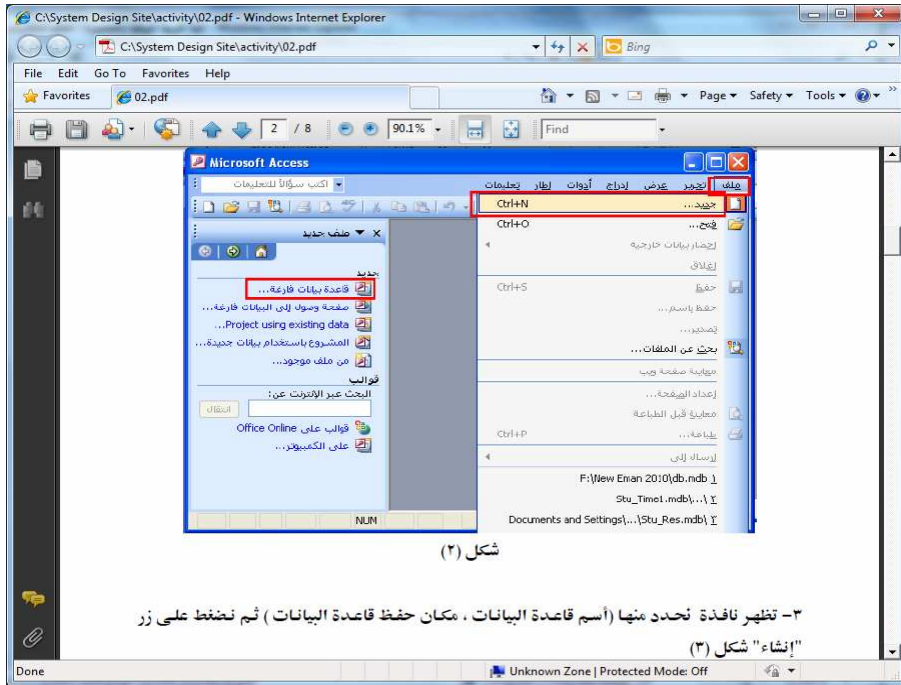 C:\System Design Site\activity\02.pdf - Windows Internet Explorer
C:\System Design Site\activity\02.pdf
Bing
File Edit Go To Favorites Help
Favorites 02.pdf Page Safety Tools
2 / 8 90.1% Find
Microsoft Access
اكتب سؤالاً للتعليمات
ملف تحرير عرض إدراج أدوات إطار تعليمات
جديد... Ctrl+N
فتح... Ctrl+O
إحضار بيانات خارجية
إغلاق
حفظ Ctrl+S
حفظ باسم...
تصدير...
بحث عن الملفات...
معاينة صفحة ويب
إعداد الصفحة...
معاينة قبل الطباعة
طباعة... Ctrl+P
إرسال إلى
١ F:\New Eman 2010\db.mdb
٢ \...\Stu_Time1.mdb
٣ Documents and Settings\...\Stu_Res.mdb\
ملف جديد
جديد
قاعدة بيانات فارغة...
صفحة وصول إلى البيانات فارغة...
Project using existing data...
المشروع باستخدام بيانات جديدة...
من ملف موجود...
قوالب
البحث عبر الإنترنت عن:
انتقال
قوالب على Office Online
على الكمبيوتر...
NUM
شكل (٢)
٣- تظهر نافذة نحدد منها (أسم قاعدة البيانات ، مكان حفظ قاعدة البيانات ) ثم نضغط على زر
"إنشاء" شكل (٣)
Done Unknown Zone | Protected Mode: Off